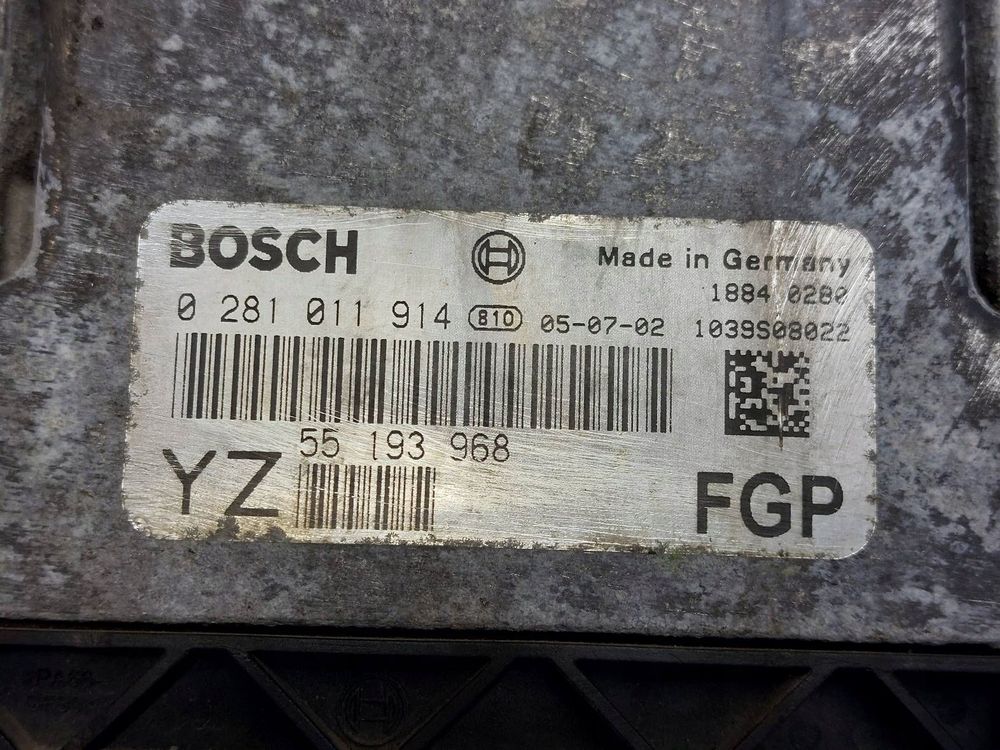 BOSCH
Made in Germany
1884 0280
0 281 011 914 810 05-07-02 1039S08022
55 193 968
YZ FGP